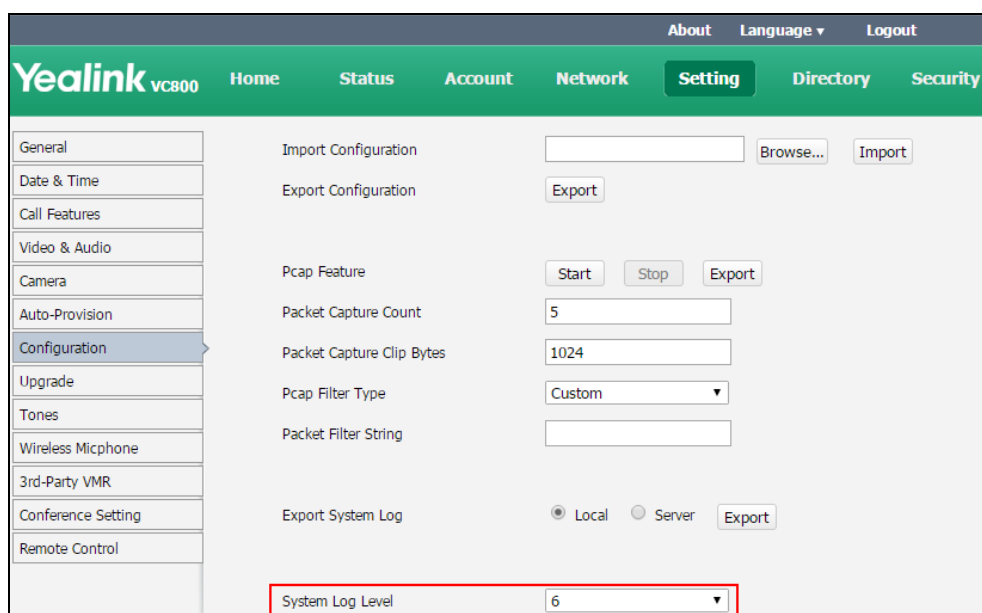 About Language ▾ Logout
Yealink VC800 Home Status Account Network Setting Directory Security
General
Date & Time
Call Features
Video & Audio
Camera
Auto-Provision
Configuration
Upgrade
Tones
Wireless Micphone
3rd-Party VMR
Conference Setting
Remote Control
Import Configuration Browse... Import
Export Configuration Export
Pcap Feature Start Stop Export
Packet Capture Count 5
Packet Capture Clip Bytes 1024
Pcap Filter Type Custom ▼
Packet Filter String
Export System Log Local Server Export
System Log Level 6 ▼